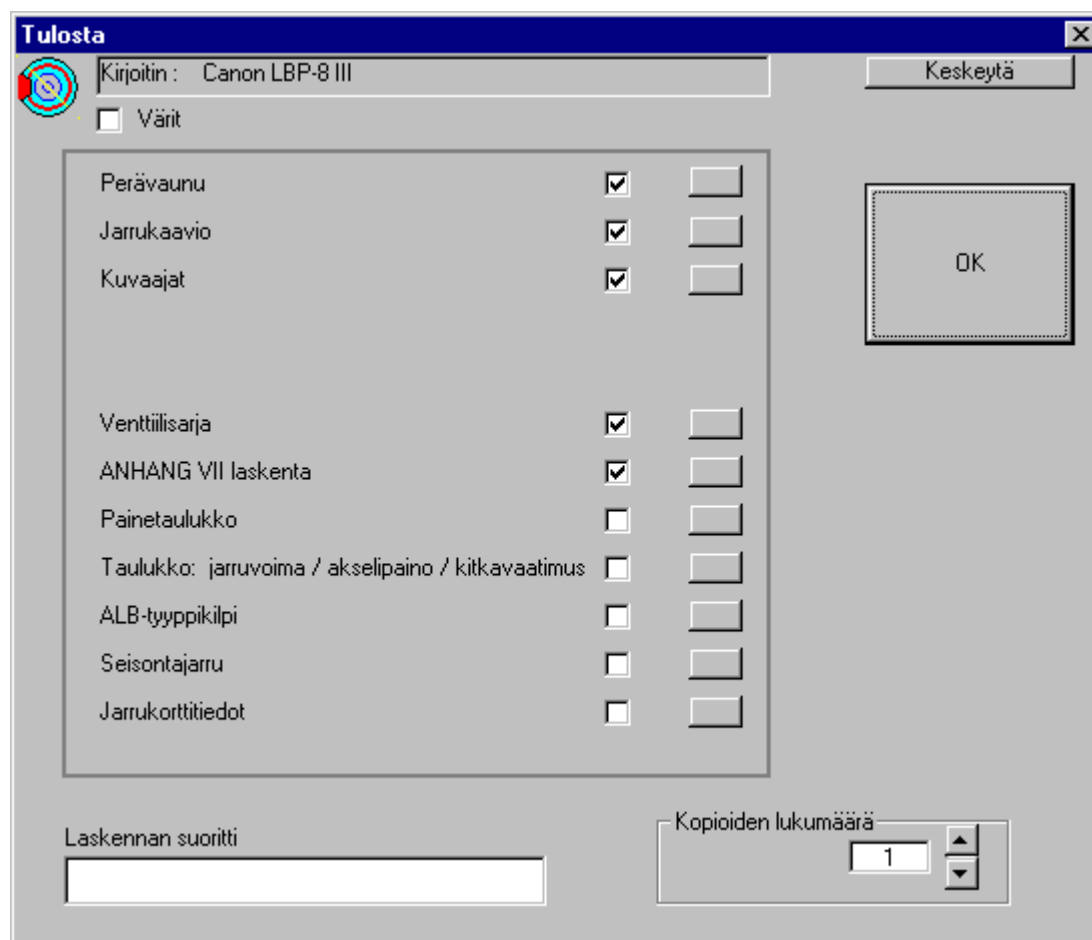 Tulosta
Kirjoitin : Canon LBP-8 III
Keskeytä
Värit
Perävaunu
Jarrukaavio
Kuvaajat
OK
Venttiilisarja
ANHANG VII laskenta
Painetaulukko
Taulukko: jarruvoima / akselipaino / kitkavaatimus
ALB-tyyppikilpi
Seisontajarru
Jarrukorttitiedot
Laskennan suoritti
Kopioiden lukumäärä
1